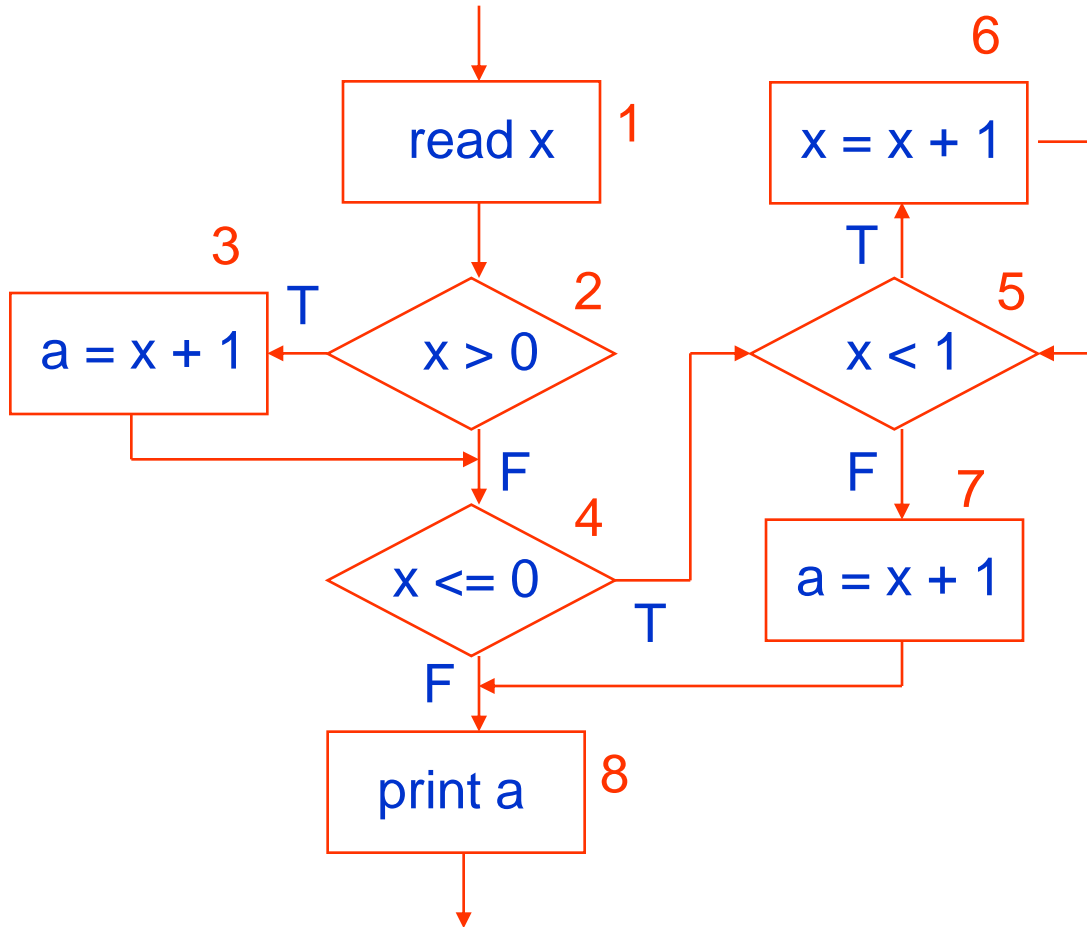 read x
1
x > 0
2
T
a = x + 1
3
F
x <= 0
4
T
x < 1
5
T
x = x + 1
6
F
a = x + 1
7
F
print a
8